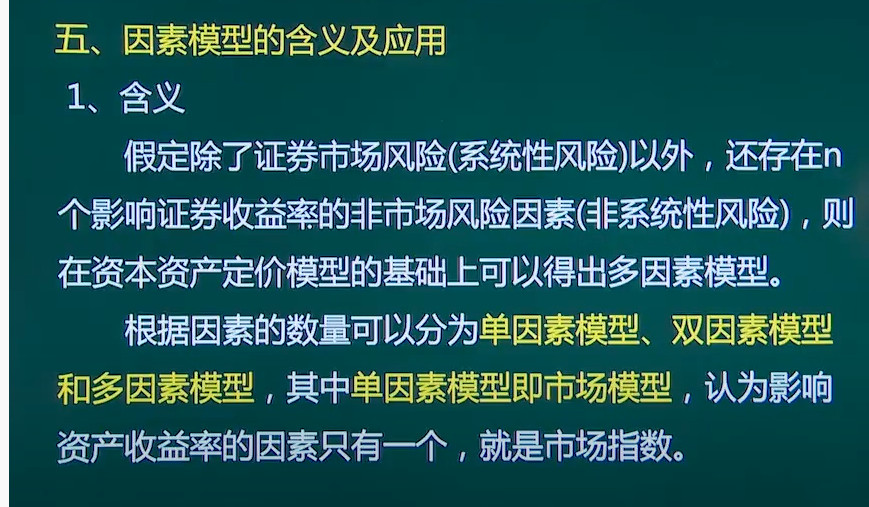 五、因素模型的含义及应用
1、含义
假定除了证券市场风险(系统性风险)以外，还存在n
个影响证券收益率的非市场风险因素(非系统性风险)，则
在资本资产定价模型的基础上可以得出多因素模型。
根据因素的数量可以分为单因素模型、双因素模型
和多因素模型，其中单因素模型即市场模型，认为影响
资产收益率的因素只有一个，就是市场指数。